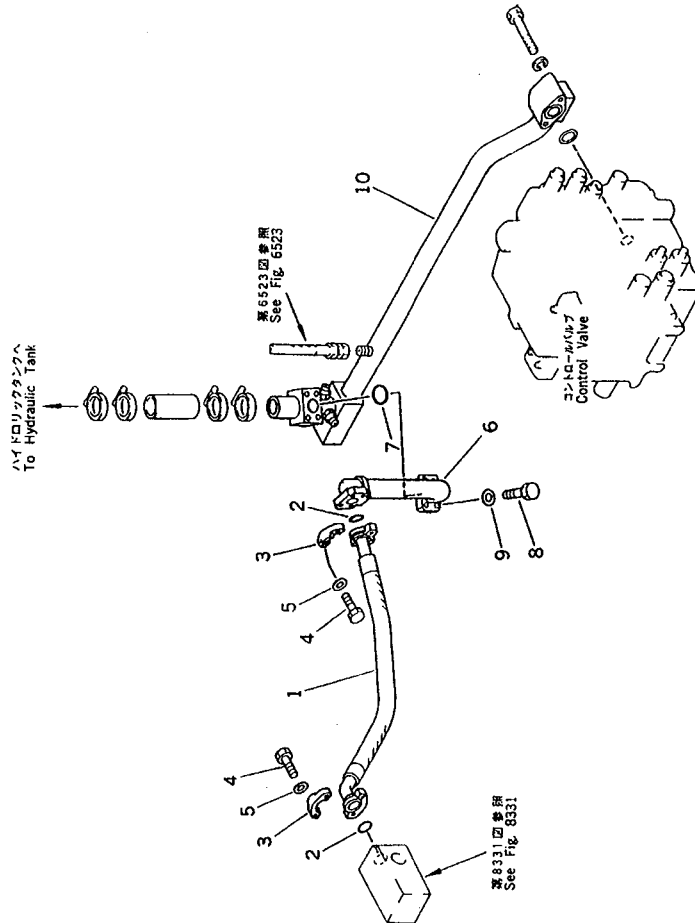 ハイドロリックタンクへ
To Hydraulic Tank
第6523図参照
See Fig. 6523
10
コントロールバルブ
Control Valve
7
6
2
3
5
4
9
8
1
4
5
3
2
第8331図参照
See Fig. 8331